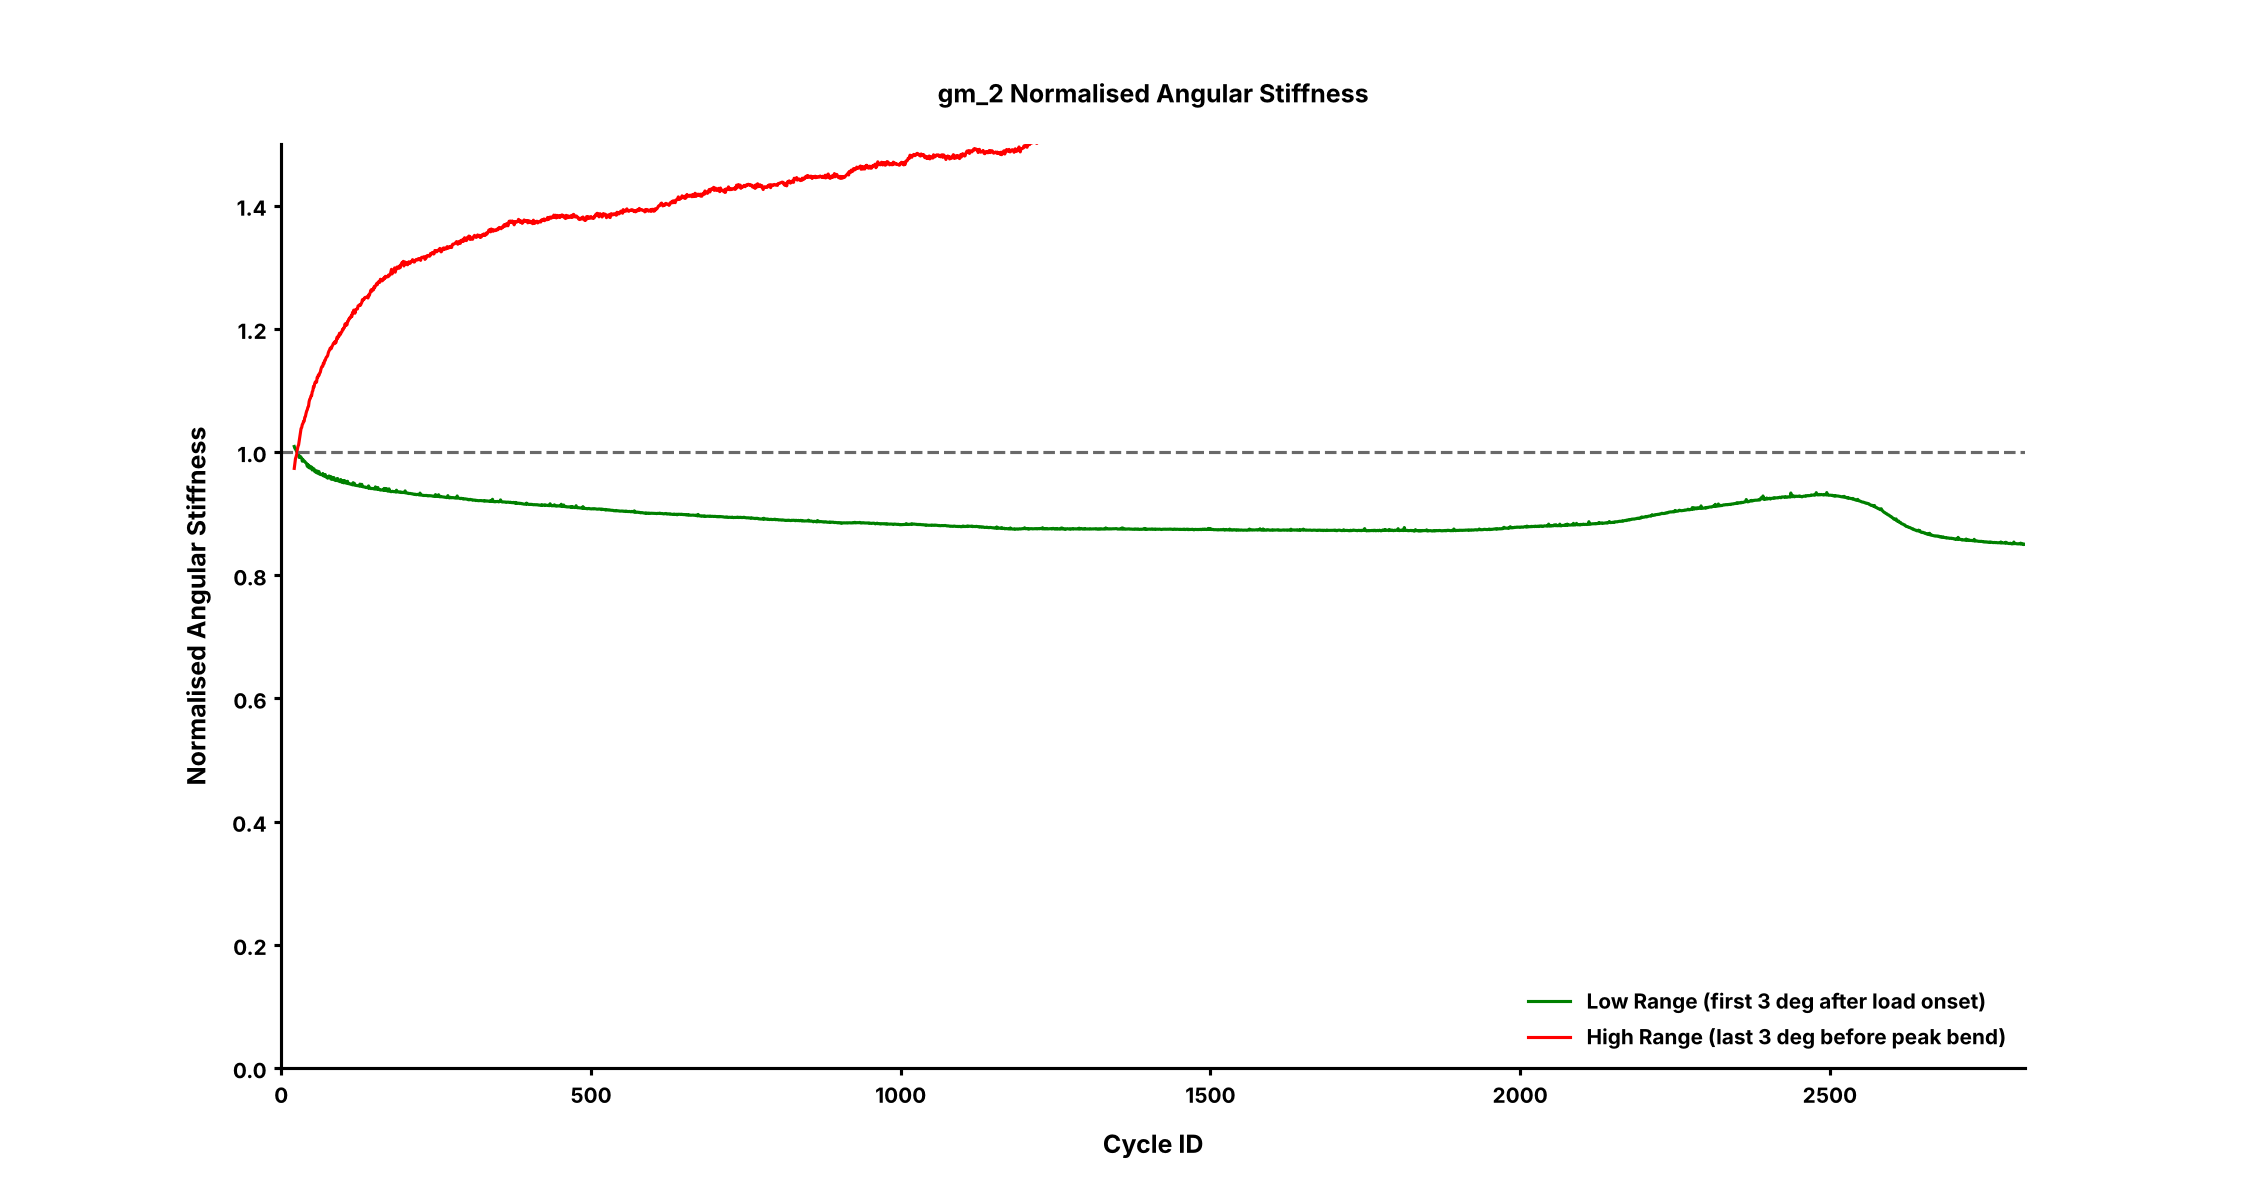 gm_2 Normalised Angular Stiffness
Normalised Angular Stiffness
1.4
1.2
1.0
0.8
0.6
0.4
0.2
0.0
0 500 1000 1500 2000 2500
Cycle ID
Low Range (first 3 deg after load onset)
High Range (last 3 deg before peak bend)